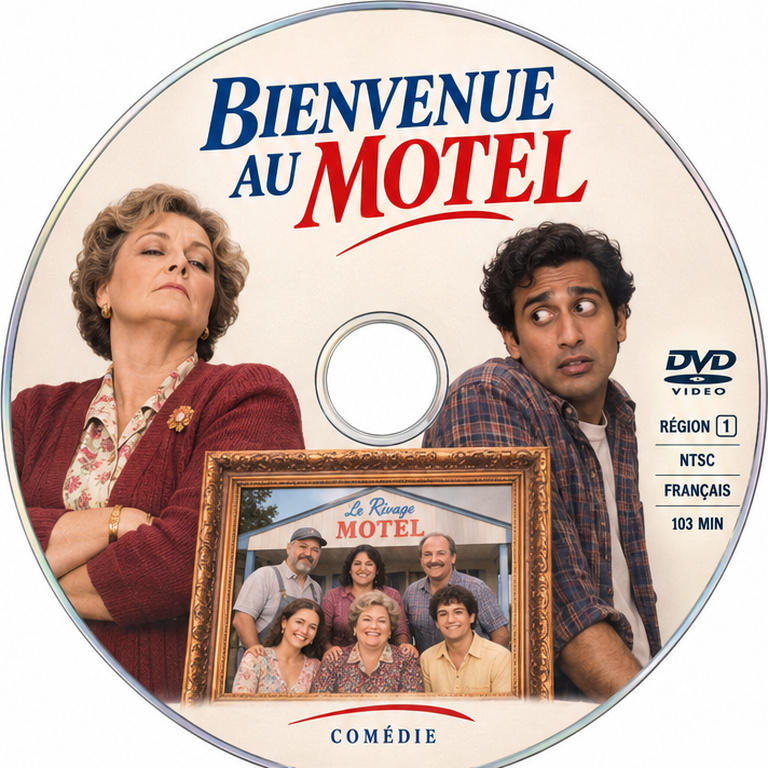 BIENVENUE
AU MOTEL
DVD
VIDEO
RÉGION 1
NTSC
FRANÇAIS
103 MIN
Le Rivage
MOTEL
COMÉDIE